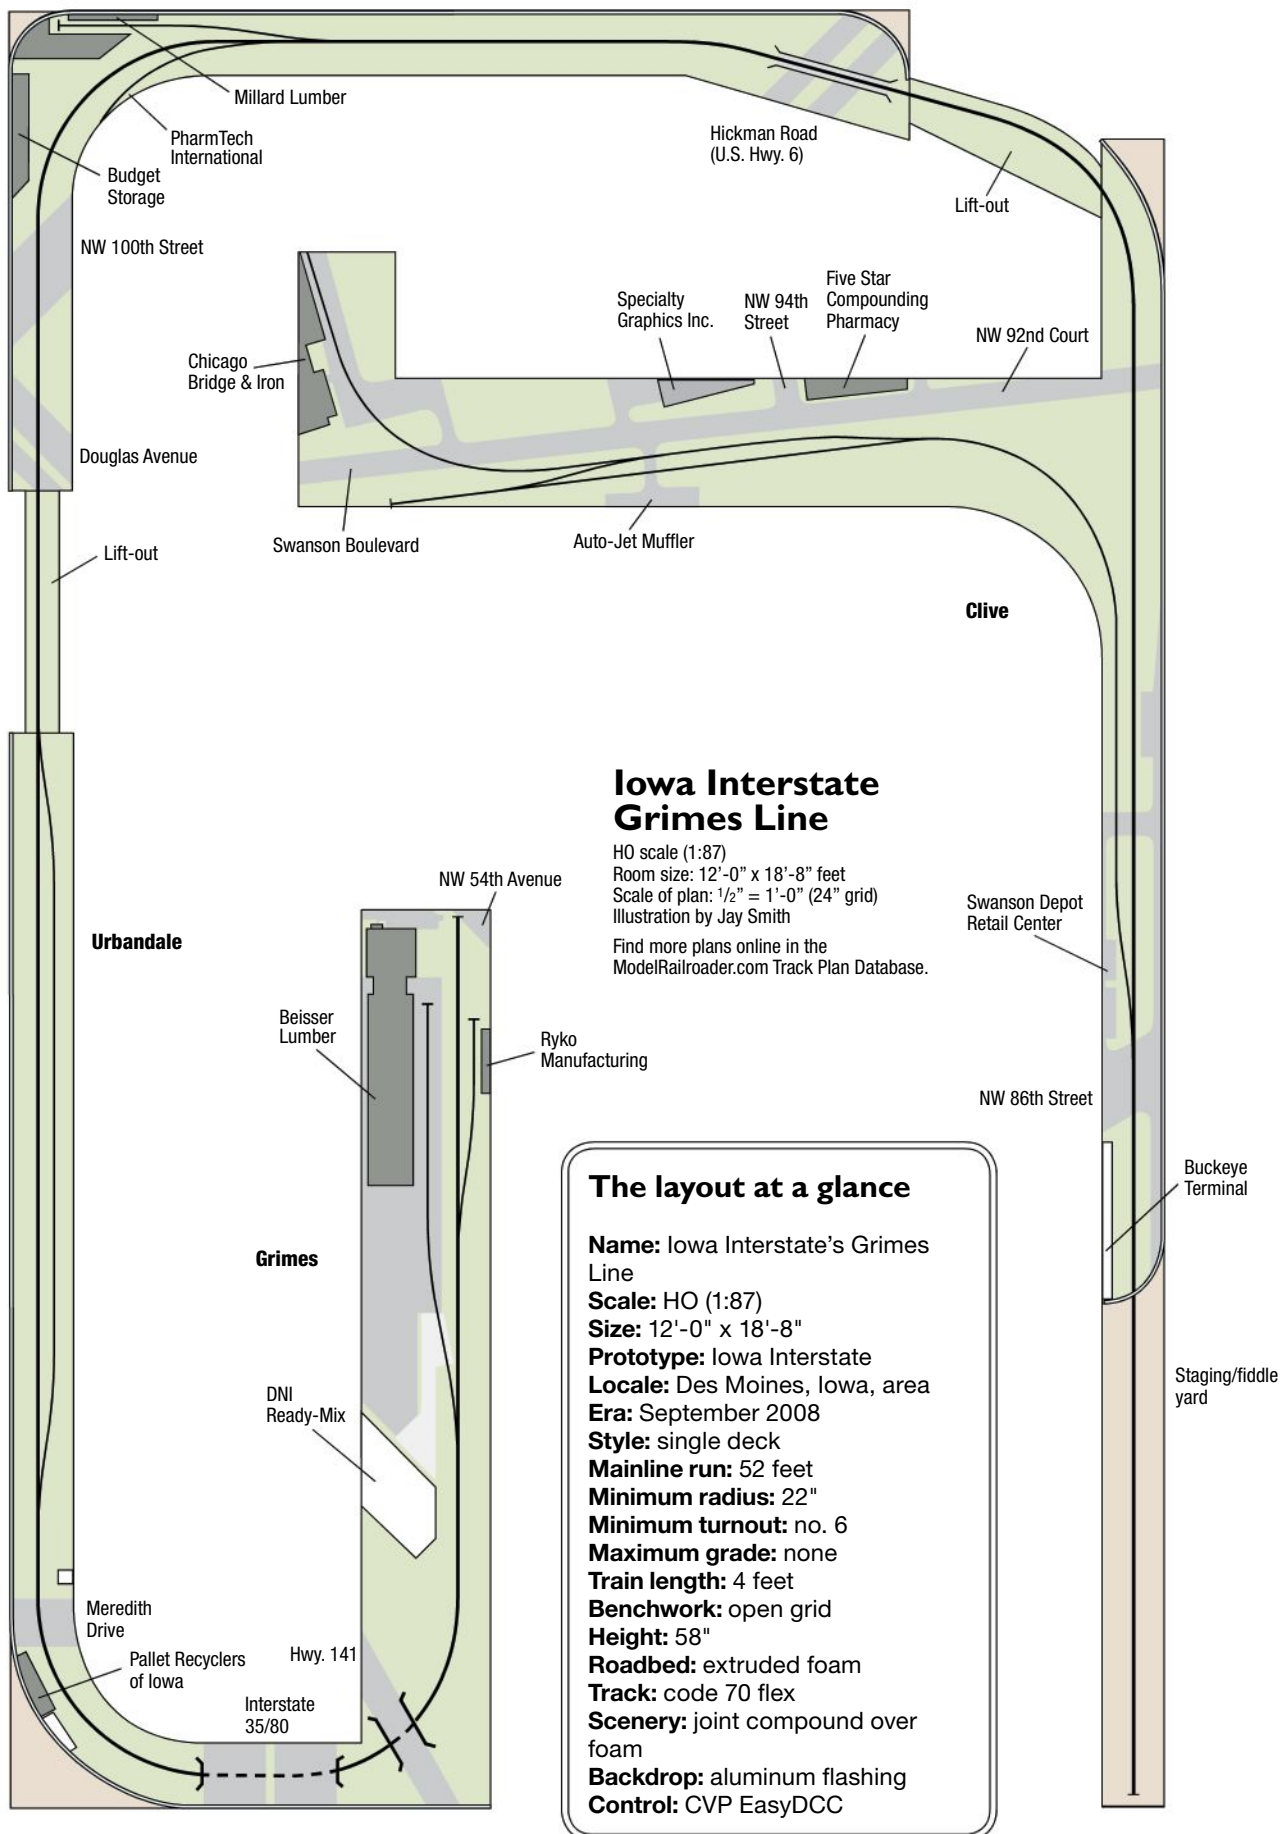 Millard Lumber
PharmTech
International
Budget
Storage
NW 100th Street
Hickman Road
(U.S. Hwy. 6)
Lift-out
Specialty
Graphics Inc.
NW 94th
Street
Five Star
Compounding
Pharmacy
NW 92nd Court
Chicago
Bridge & Iron
Douglas Avenue
Swanson Boulevard
Auto-Jet Muffler
Lift-out
Clive
Iowa Interstate
Grimes Line
HO scale (1:87)
Room size: 12'-0" x 18'-8" feet
Scale of plan: 1/2" = 1'-0" (24" grid)
Illustration by Jay Smith
Find more plans online in the
ModelRailroader.com Track Plan Database.
NW 54th Avenue
Swanson Depot
Retail Center
Urbandale
Beisser
Lumber
Ryko
Manufacturing
NW 86th Street
Buckeye
Terminal
Grimes
DNI
Ready-Mix
Staging/fiddle
yard
Meredith
Drive
Pallet Recyclers
of Iowa
Hwy. 141
Interstate
35/80
The layout at a glance
Name: Iowa Interstate's Grimes
Line
Scale: HO (1:87)
Size: 12'-0" x 18'-8"
Prototype: Iowa Interstate
Locale: Des Moines, Iowa, area
Era: September 2008
Style: single deck
Mainline run: 52 feet
Minimum radius: 22"
Minimum turnout: no. 6
Maximum grade: none
Train length: 4 feet
Benchwork: open grid
Height: 58"
Roadbed: extruded foam
Track: code 70 flex
Scenery: joint compound over
foam
Backdrop: aluminum flashing
Control: CVP EasyDCC